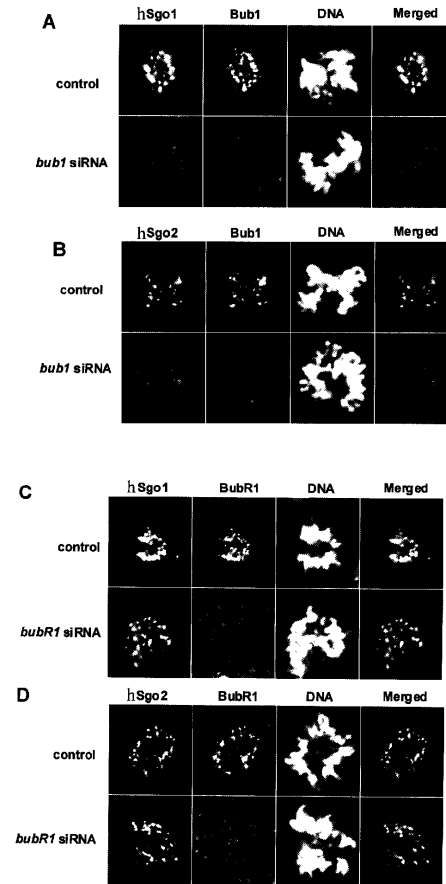 A
hSgo1 Bub1 DNA Merged
control
bub1 siRNA
B
hSgo2 Bub1 DNA Merged
control
bub1 siRNA
C
hSgo1 BubR1 DNA Merged
control
bubR1 siRNA
D
hSgo2 BubR1 DNA Merged
control
bubR1 siRNA